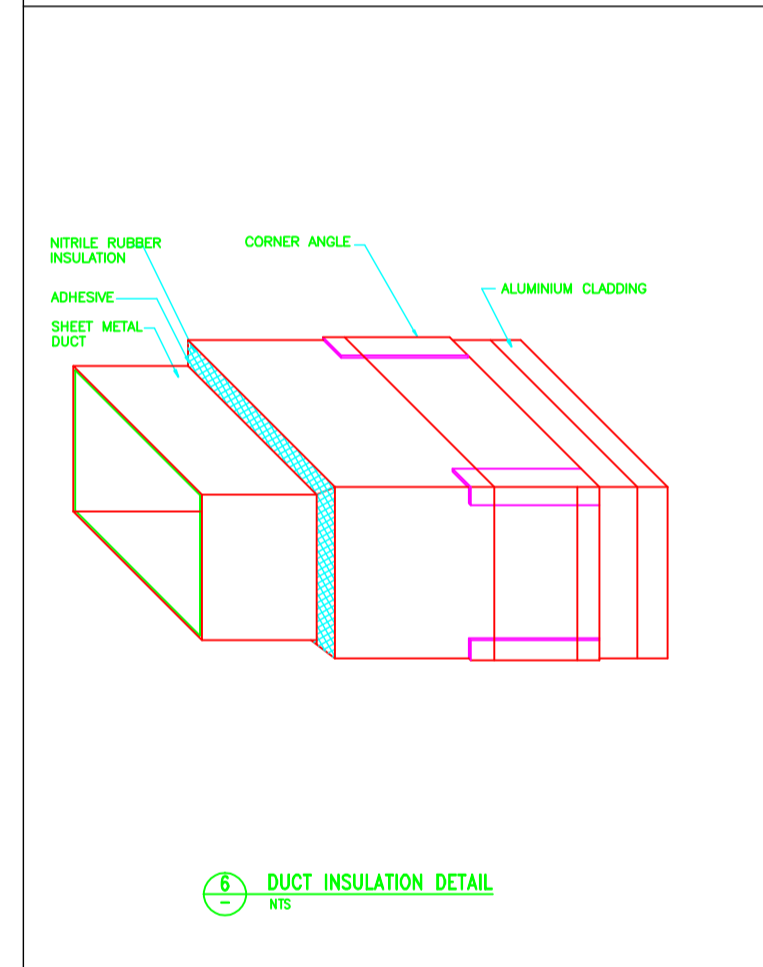 NITRILE RUBBER
INSULATION
CORNER ANGLE
ADHESIVE
ALUMINIUM CLADDING
SHEET METAL
DUCT
6
-
DUCT INSULATION DETAIL
NTS